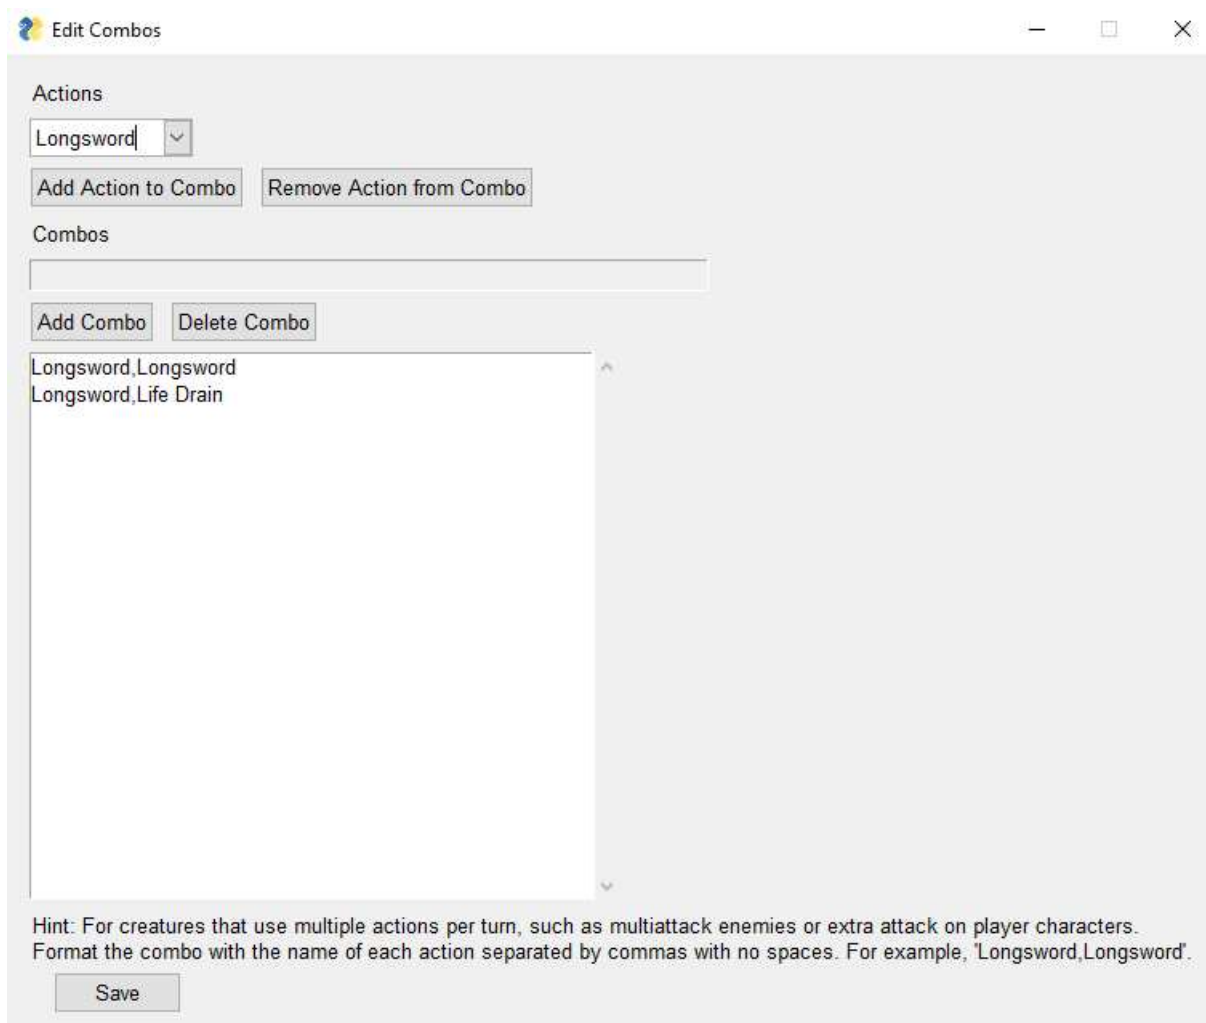 Edit Combos
Actions
Longsword
Add Action to Combo Remove Action from Combo
Combos
Add Combo Delete Combo
Longsword,Longsword
Longsword,Life Drain
Hint: For creatures that use multiple actions per turn, such as multiattack enemies or extra attack on player characters.
Format the combo with the name of each action separated by commas with no spaces. For example, 'Longsword,Longsword'.
Save